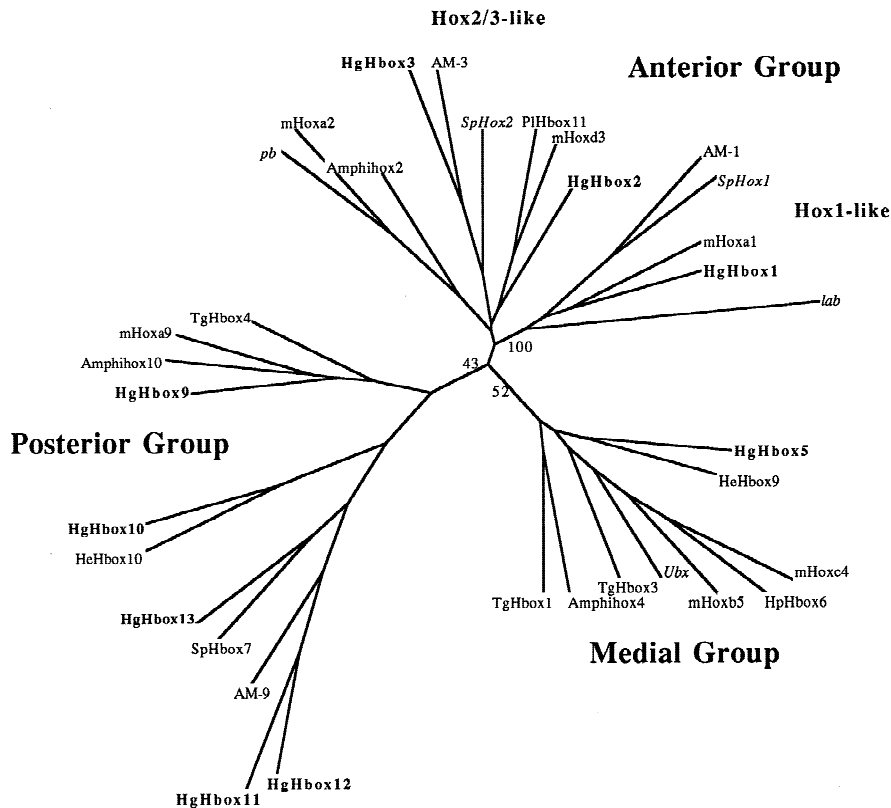 Hox2/3-like
HgHbox3
AM-3
Anterior Group
mHoxa2
SpHox2
PlHbox11
mHoxd3
pb
Amphihox2
AM-1
SpHox1
HgHbox2
Hox1-like
mHoxa1
HgHbox1
lab
TgHbox4
mHoxa9
100
Amphihox10
43
HgHbox9
52
Posterior Group
HgHbox5
HeHbox9
HgHbox10
HeHbox10
mHoxc4
Ubx
TgHbox3
HpHbox6
TgHbox1
Amphihox4
mHoxb5
HgHbox13
SpHbox7
Medial Group
AM-9
HgHbox12
HgHbox11